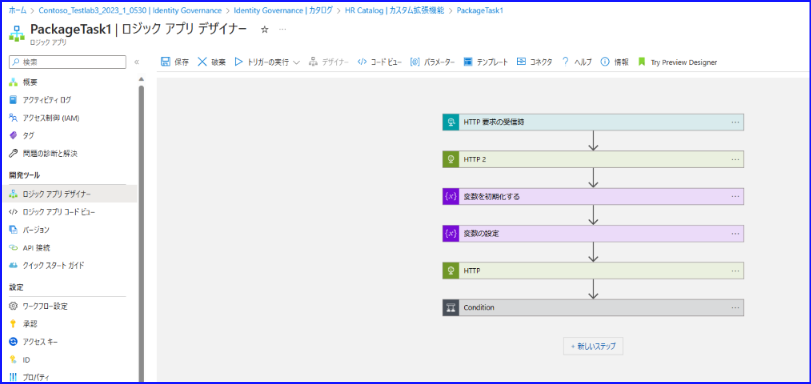 ホーム > Contoso_Testlab3_2023_1_0530 | Identity Governance > Identity Governance | カタログ > HR Catalog | カスタム拡張機能 > PackageTask1
PackageTask1 | ロジック アプリ デザイナー ☆ …
ロジック アプリ
検索 «
保存 破棄 トリガーの実行 デザイナー コード ビュー パラメーター テンプレート コネクタ ヘルプ 情報 Try Preview Designer
概要
アクティビティ ログ
アクセス制御 (IAM)
タグ
問題の診断と解決
開発ツール
ロジック アプリ デザイナー
ロジック アプリ コード ビュー
バージョン
API 接続
クイック スタート ガイド
設定
ワークフロー設定
承認
アクセス キー
ID
プロパティ
HTTP 要求の受信時 …
HTTP 2 …
変数を初期化する …
変数の設定 …
HTTP …
Condition …
+ 新しいステップ